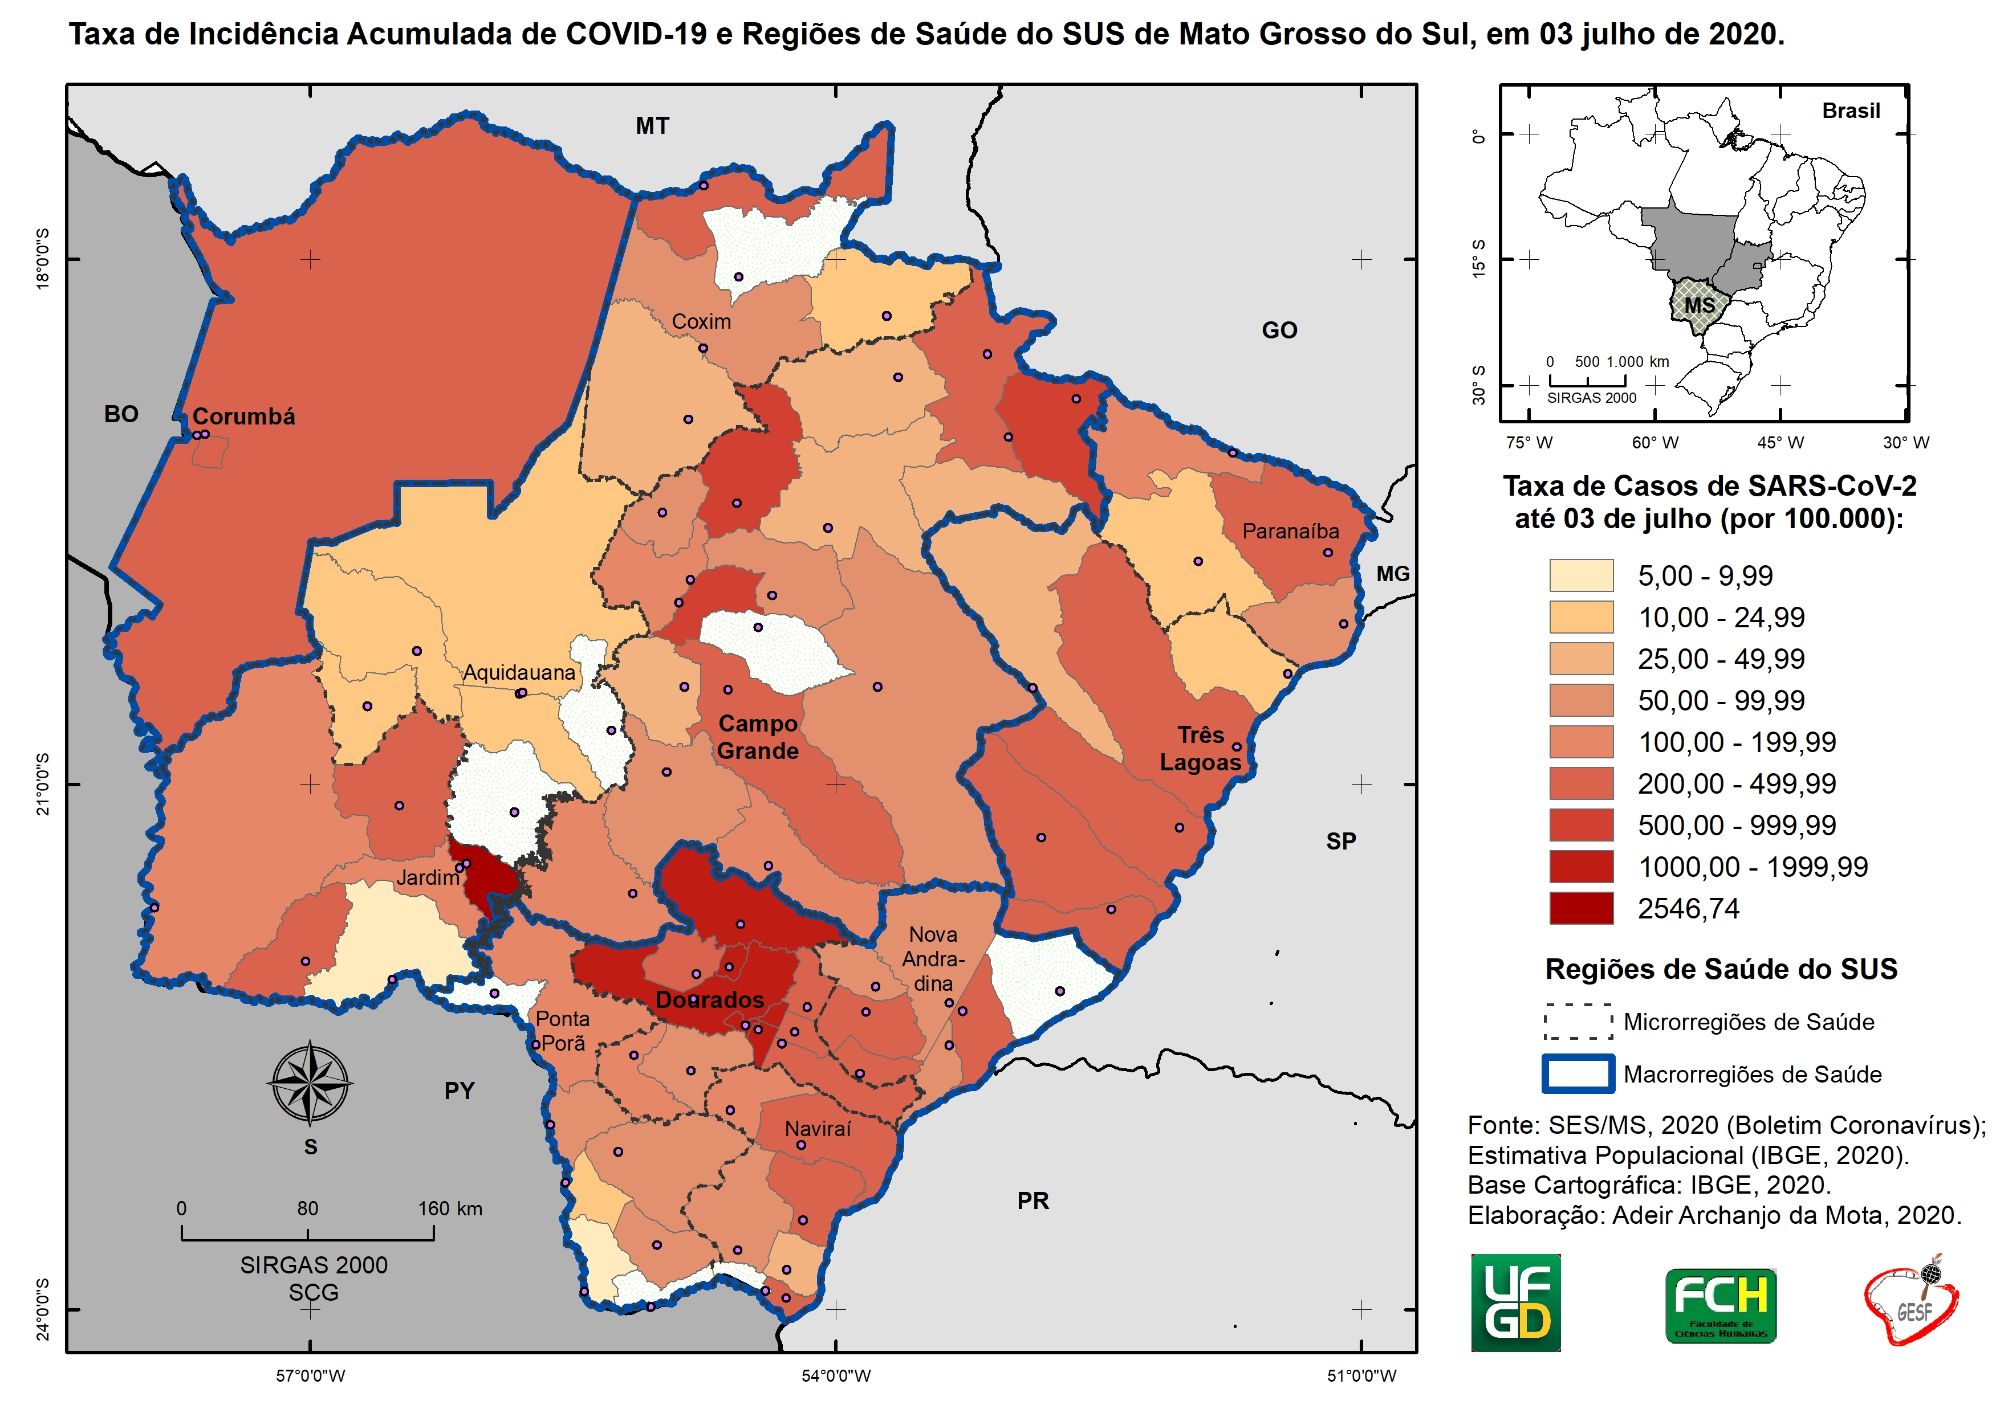 Taxa de Incidência Acumulada de COVID-19 e Regiões de Saúde do SUS de Mato Grosso do Sul, em 03 julho de 2020.
MT
GO
BO
MG
SP
PY
PR
Corumbá
Coxim
Paranaíba
Aquidauana
Campo
Grande
Três
Lagoas
Jardim
Nova
Andra-
dina
Dourados
Ponta
Porã
Naviraí
S
0 80 160 km
SIRGAS 2000
SCG
18°0'0"S
21°0'0"S
24°0'0"S
57°0'0"W
54°0'0"W
51°0'0"W
Brasil
MS
0 500 1.000 km
SIRGAS 2000
0°
15° S
30° S
75° W
60° W
45° W
30° W
Taxa de Casos de SARS-CoV-2
até 03 de julho (por 100.000):
5,00 - 9,99
10,00 - 24,99
25,00 - 49,99
50,00 - 99,99
100,00 - 199,99
200,00 - 499,99
500,00 - 999,99
1000,00 - 1999,99
2546,74
Regiões de Saúde do SUS
Microrregiões de Saúde
Macrorregiões de Saúde
Fonte: SES/MS, 2020 (Boletim Coronavírus);
Estimativa Populacional (IBGE, 2020).
Base Cartográfica: IBGE, 2020.
Elaboração: Adeir Archanjo da Mota, 2020.
UF
GD
FCH
Faculdade de
Ciências Humanas
GESF